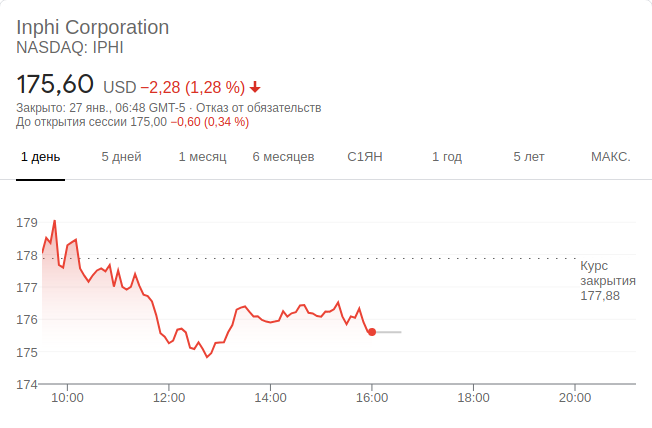 Inphi Corporation
NASDAQ: IPHI
175,60 USD −2,28 (1,28 %)
Закрыто: 27 янв., 06:48 GMT-5 · Отказ от обязательств
До открытия сессии 175,00 −0,60 (0,34 %)
1 день 5 дней 1 месяц 6 месяцев С1ЯН 1 год 5 лет МАКС.
179
178
177
176
175
174
Курс
закрытия
177,88
10:00 12:00 14:00 16:00 18:00 20:00